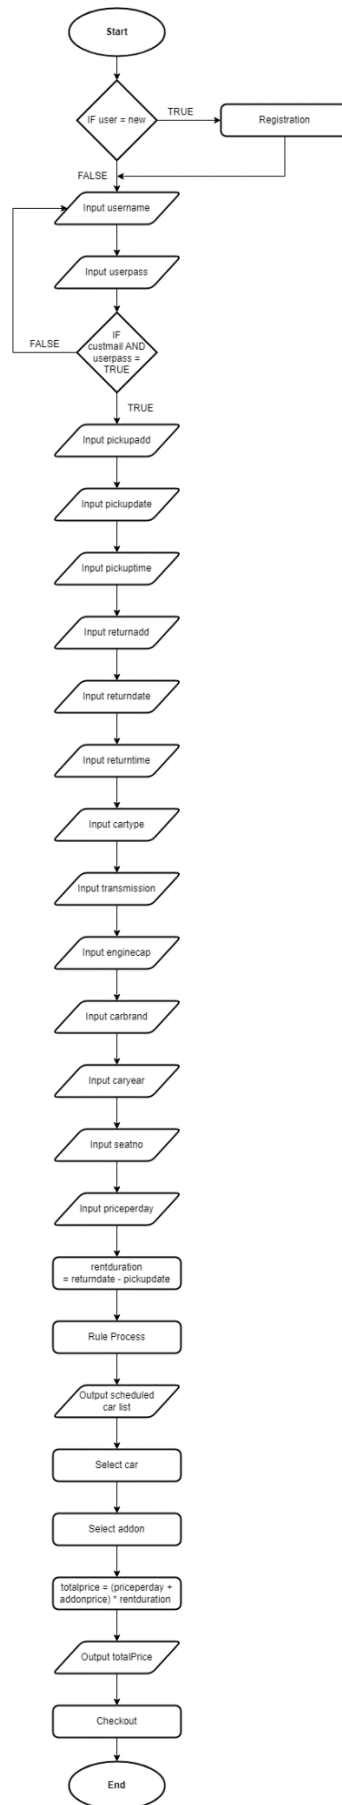 Start
IF user = new
TRUE
Registration
FALSE
Input username
Input userpass
IF
custmail AND
userpass =
TRUE
FALSE
TRUE
Input pickupadd
Input pickupdate
Input pickuptime
Input returnadd
Input returndate
Input returntime
Input cartype
Input transmission
Input enginecap
Input carbrand
Input caryear
Input seatno
Input priceperday
rentduration
= returndate - pickupdate
Rule Process
Output scheduled
car list
Select car
Select addon
totalprice = (priceperday +
addonprice) * rentduration
Output totalPrice
Checkout
End